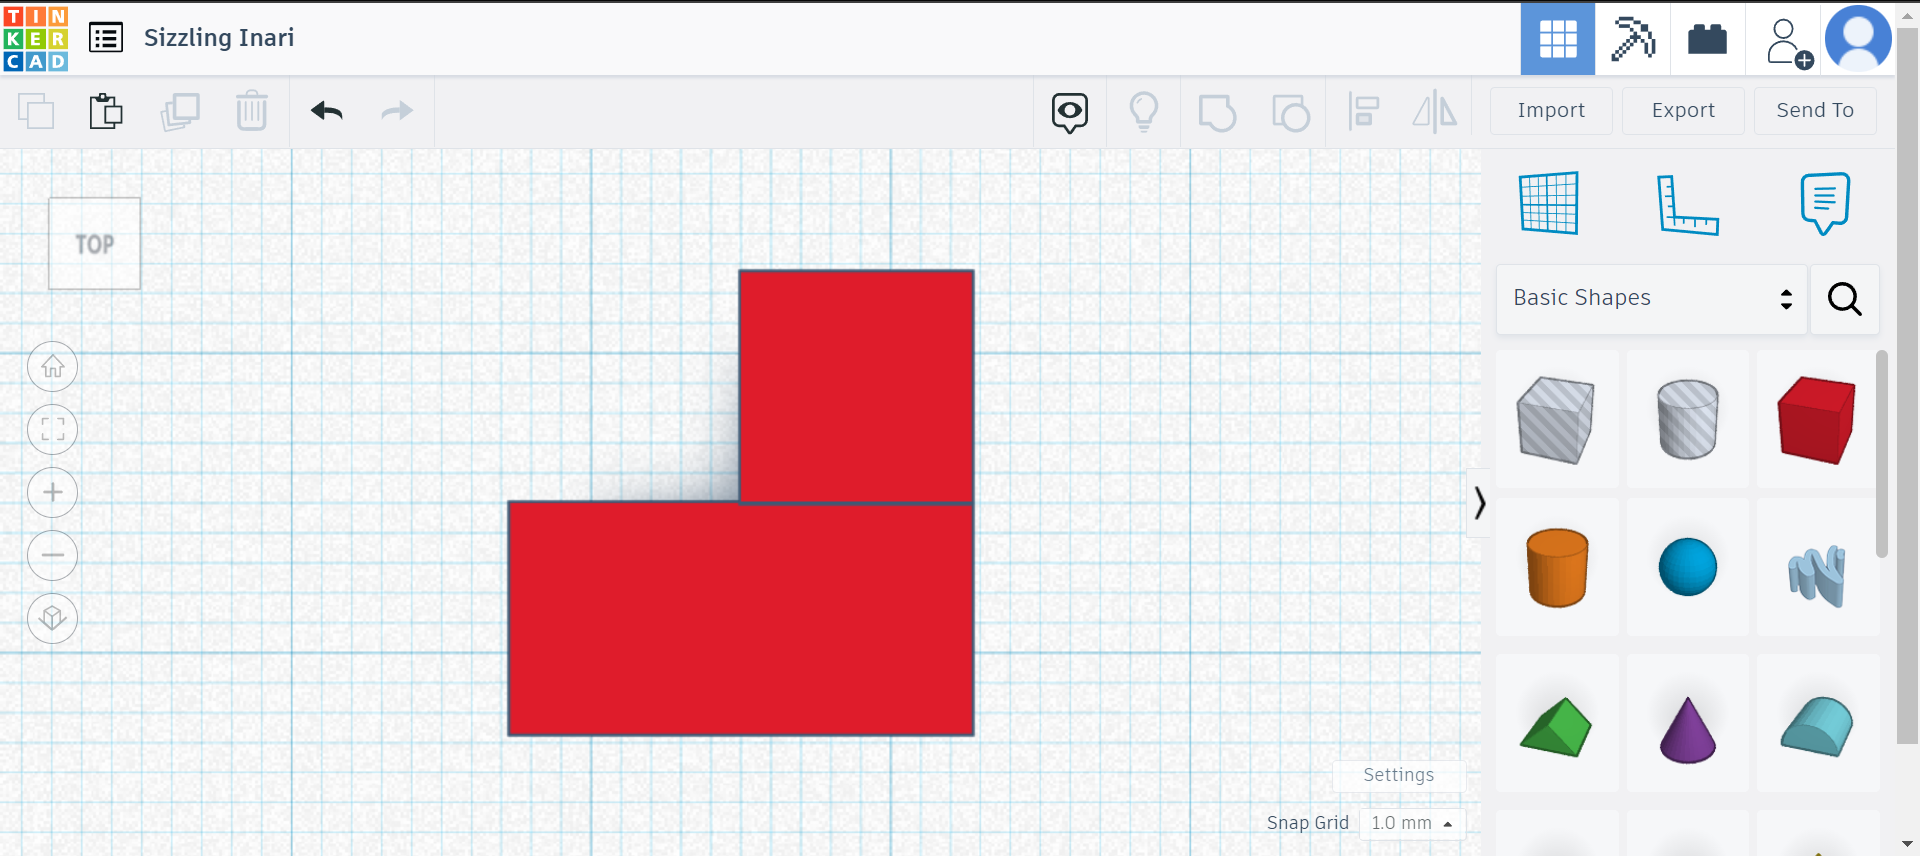 TIN
KER
CAD
Sizzling Inari
Import
Export
Send To
TOP
Basic Shapes
Settings
Snap Grid
1.0 mm